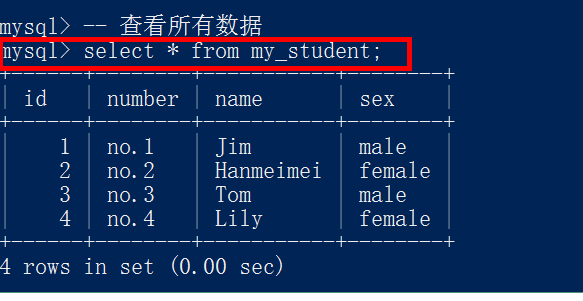 mysql> -- 查看所有数据
mysql> select * from my_student;
+------+--------+-----------+--------+
| id   | number | name      | sex    |
+------+--------+-----------+--------+
|    1 | no.1   | Jim       | male   |
|    2 | no.2   | Hanmeimei | female |
|    3 | no.3   | Tom       | male   |
|    4 | no.4   | Lily      | female |
+------+--------+-----------+--------+
4 rows in set (0.00 sec)